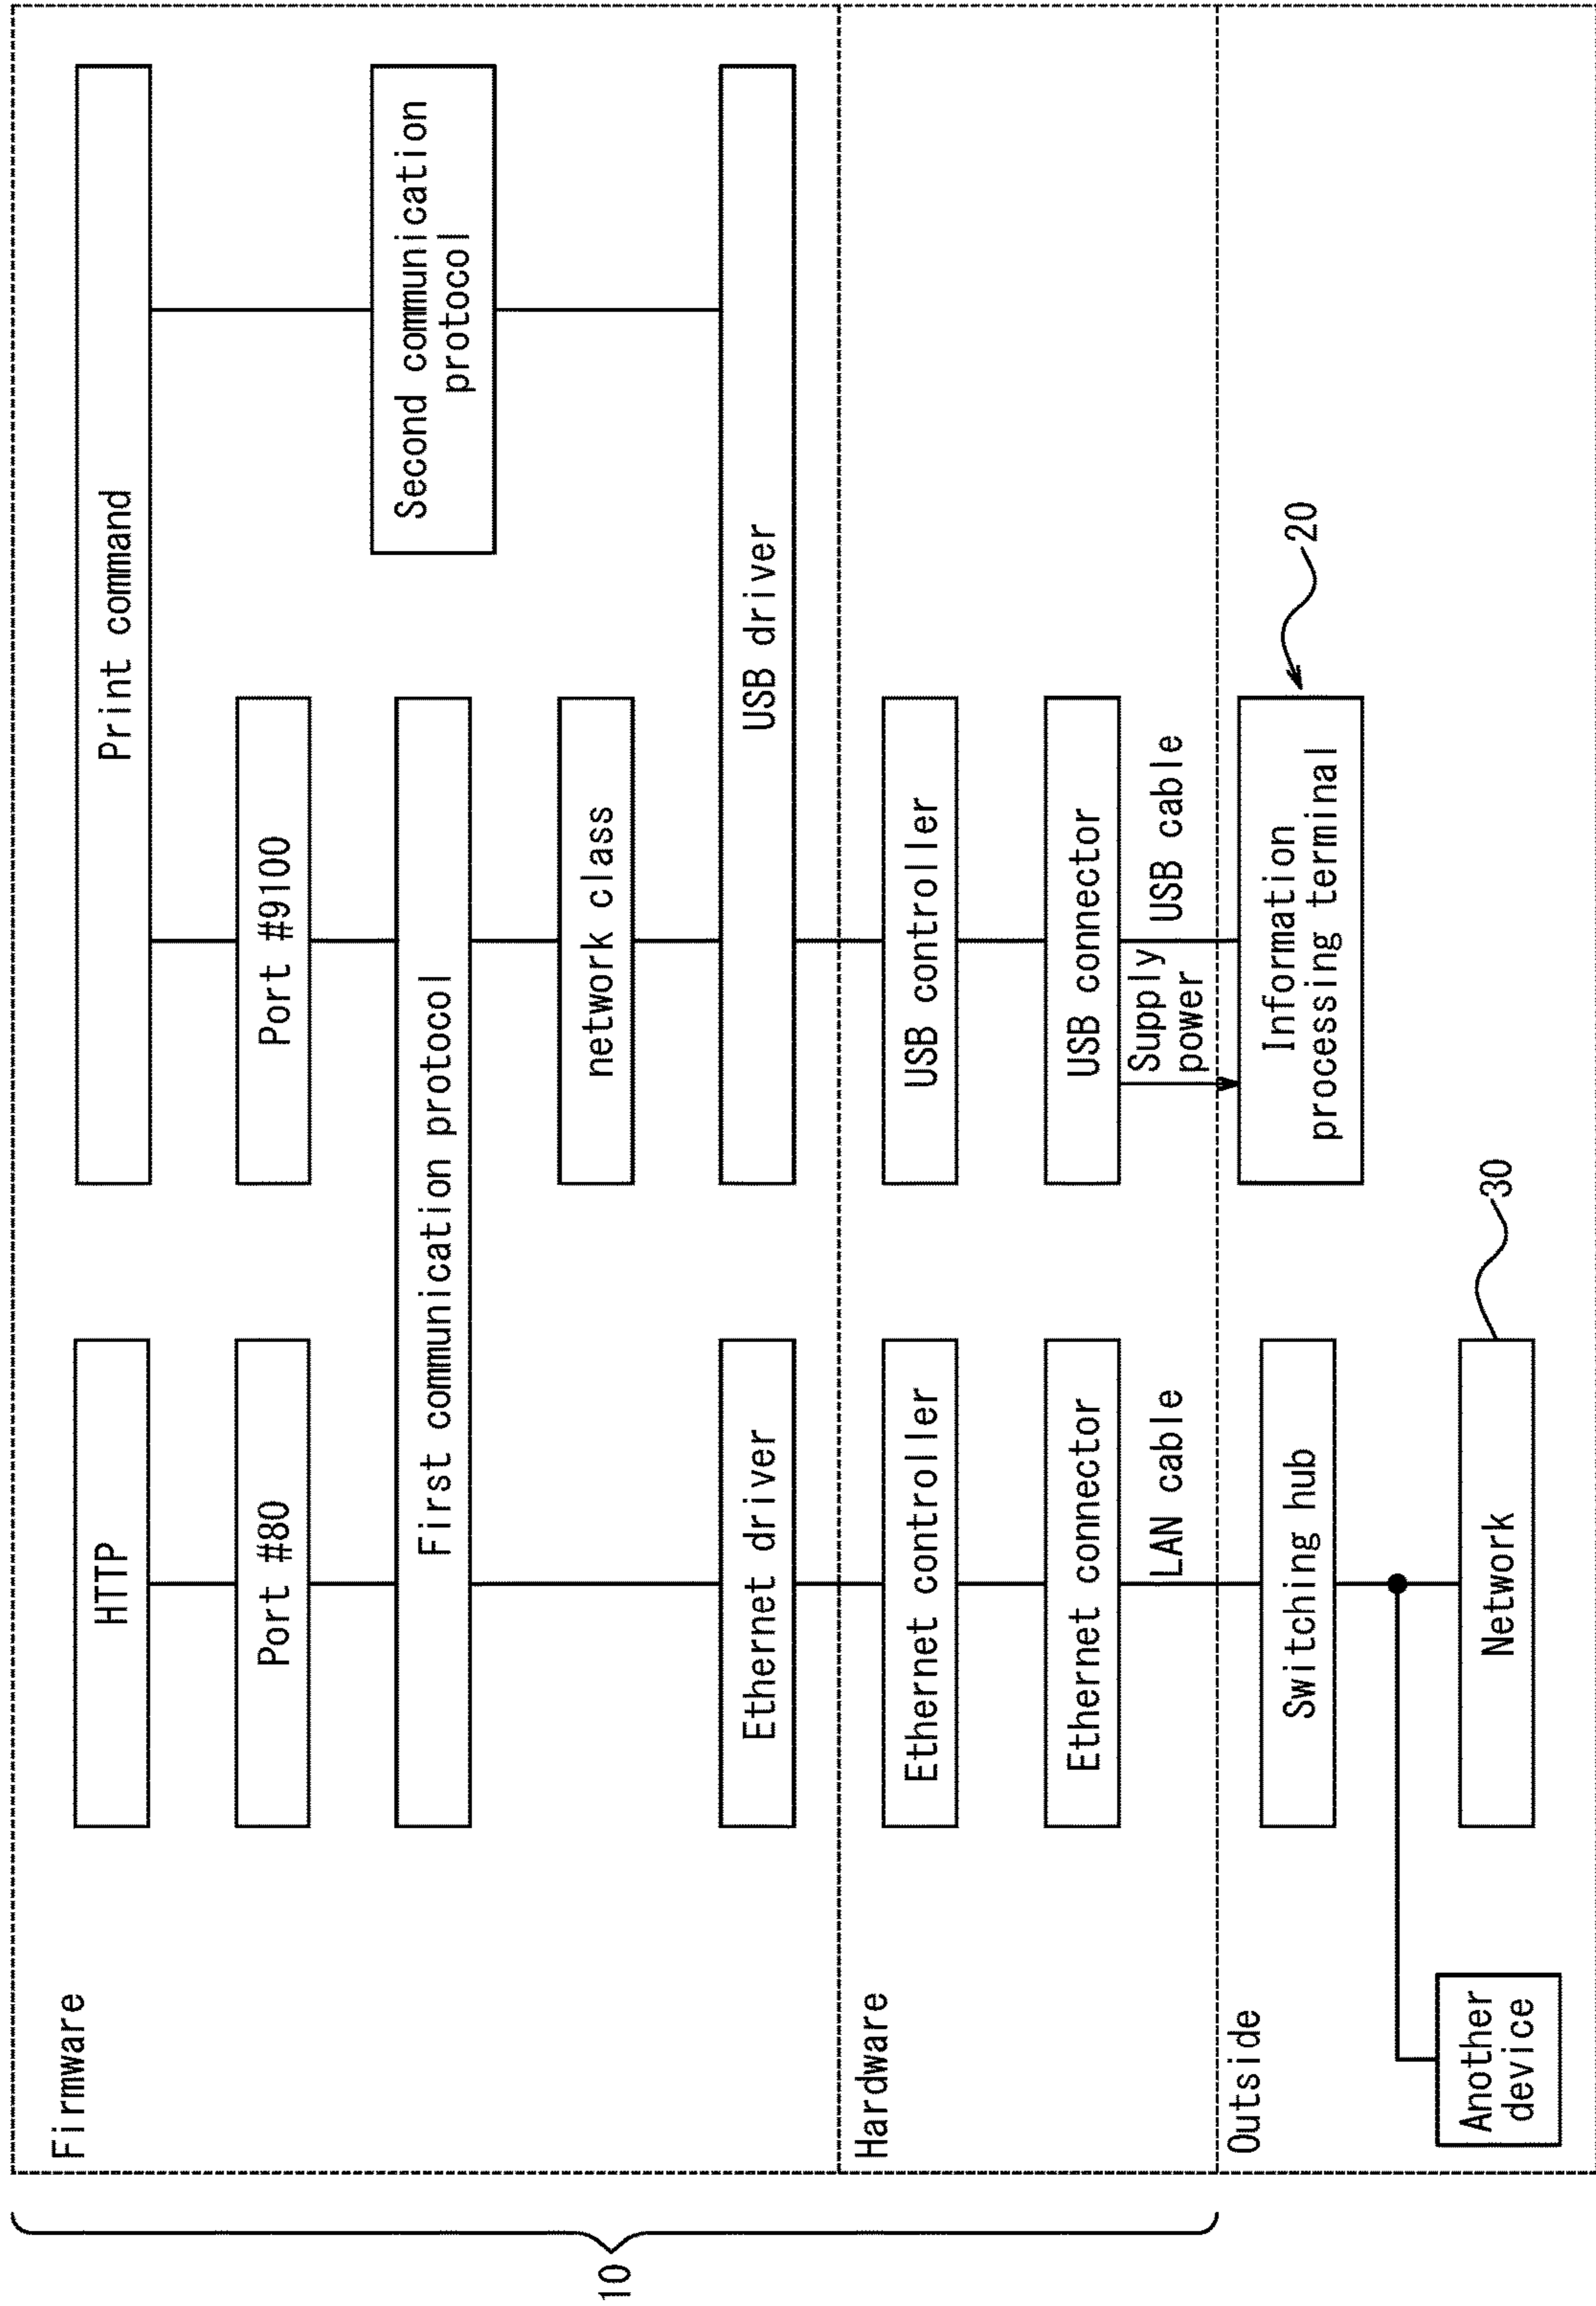 Firmware
HTTP
Print command
Port #80
Port #9100
First communication protocol
Second communication
protocol
network class
Ethernet driver
USB driver
10
Hardware
Ethernet controller
USB controller
Ethernet connector
USB connector
LAN cable
Supply
power
USB cable
Outside
Switching hub
Information
processing terminal
20
Another
device
Network
30